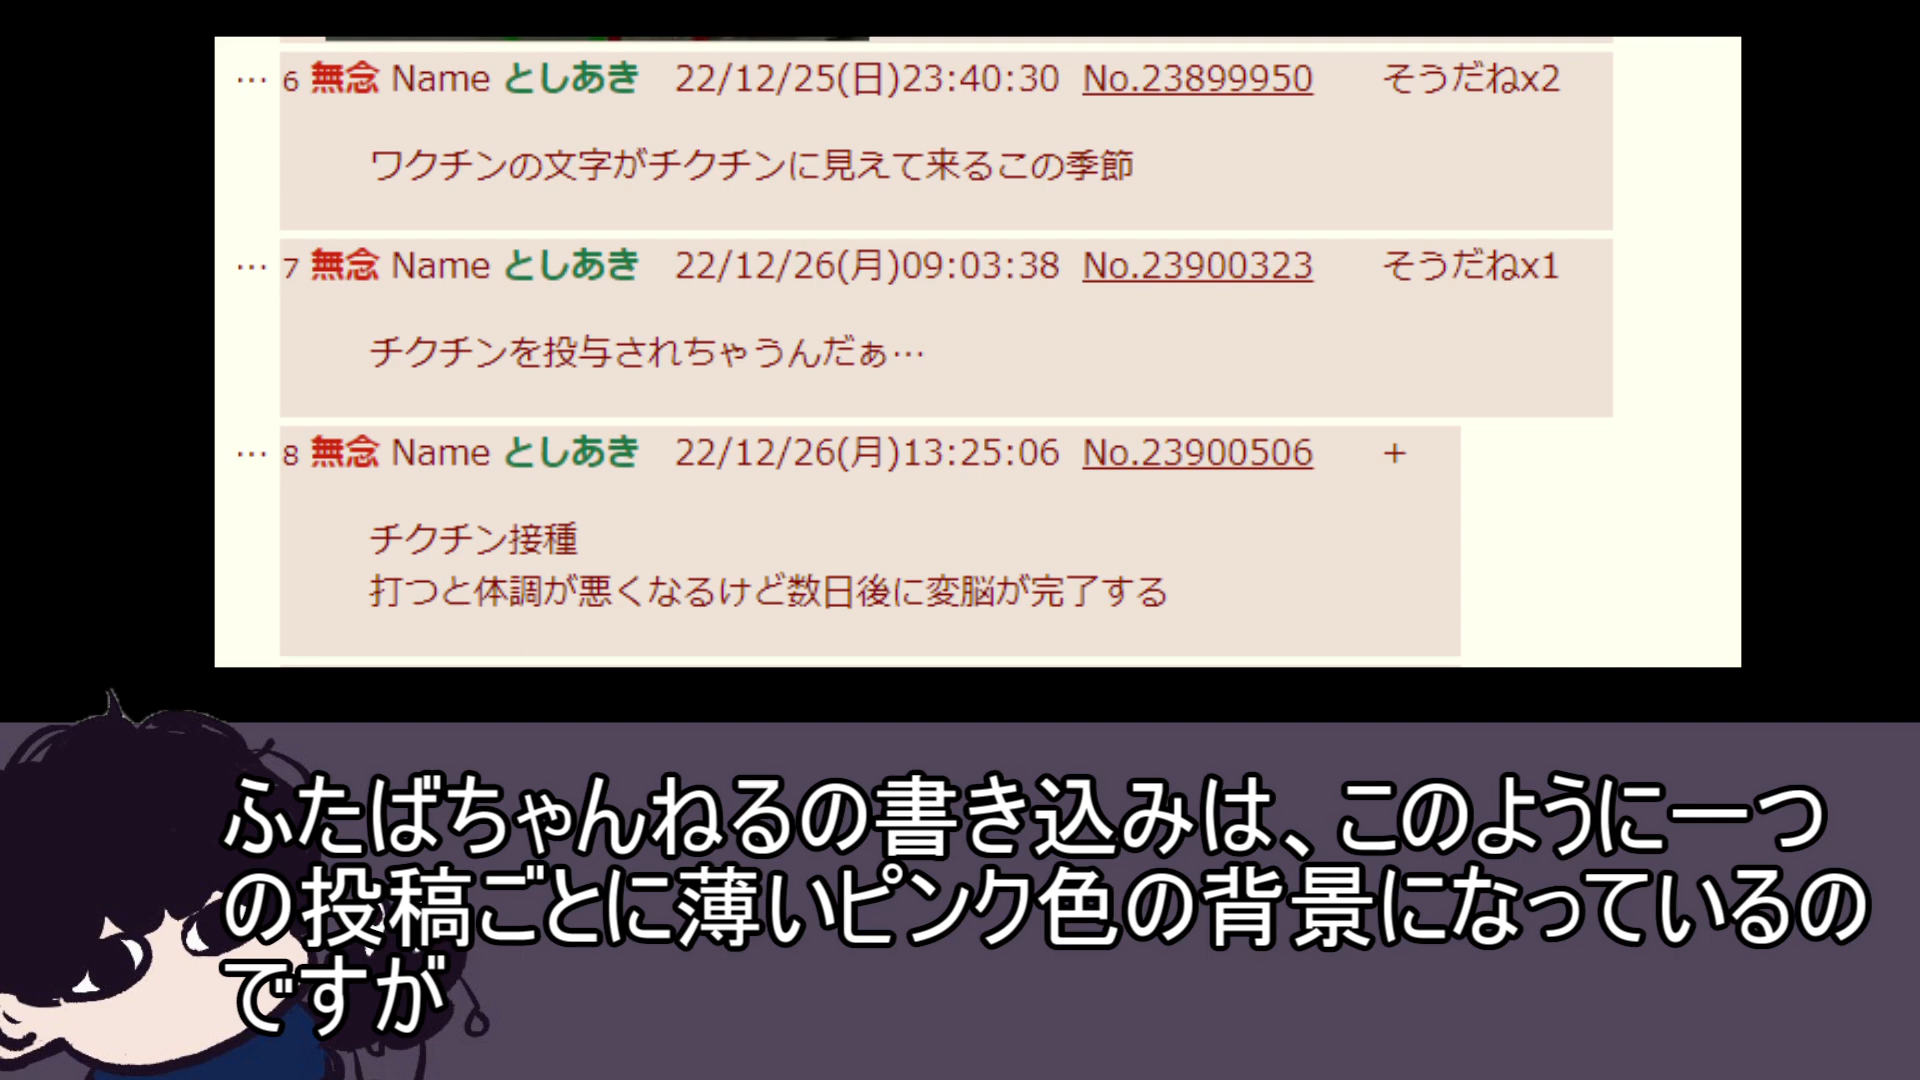 … 6 無念 Name としあき 22/12/25(日)23:40:30 No.23899950 そうだねx2
ワクチンの文字がチクチンに見えて来るこの季節
… 7 無念 Name としあき 22/12/26(月)09:03:38 No.23900323 そうだねx1
チクチンを投与されちゃうんだぁ…
… 8 無念 Name としあき 22/12/26(月)13:25:06 No.23900506 +
チクチン接種
打つと体調が悪くなるけど数日後に変脳が完了する
ふたばちゃんねるの書き込みは、このように一つ
の投稿ごとに薄いピンク色の背景になっているの
ですが